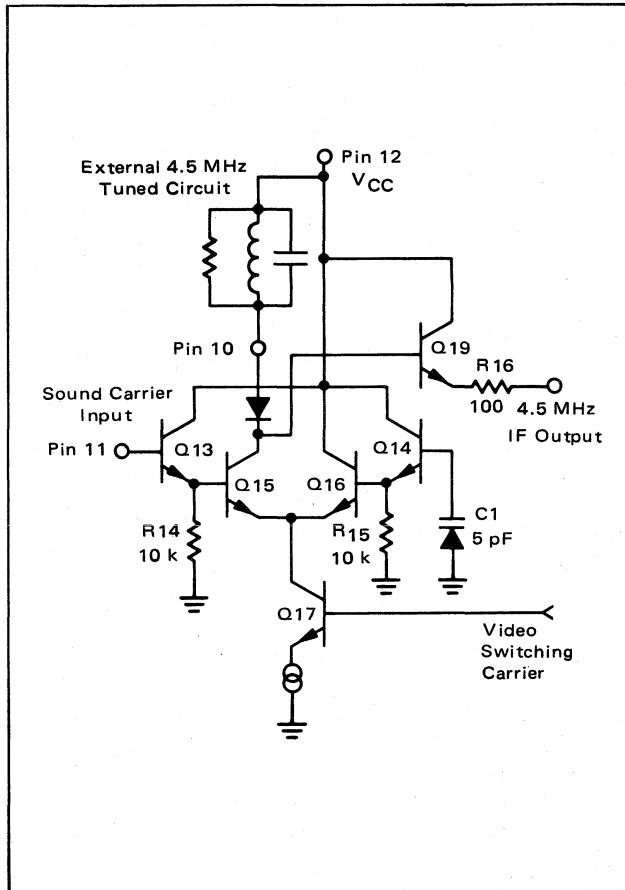 External 4.5 MHz
Tuned Circuit
Pin 12
VCC
Pin 10
Q19
R16
100
4.5 MHz
IF Output
Sound Carrier
Input
Pin 11
Q13
Q15
Q16
Q14
R14
10 k
R15
10 k
C1
5 pF
Q17
Video
Switching
Carrier